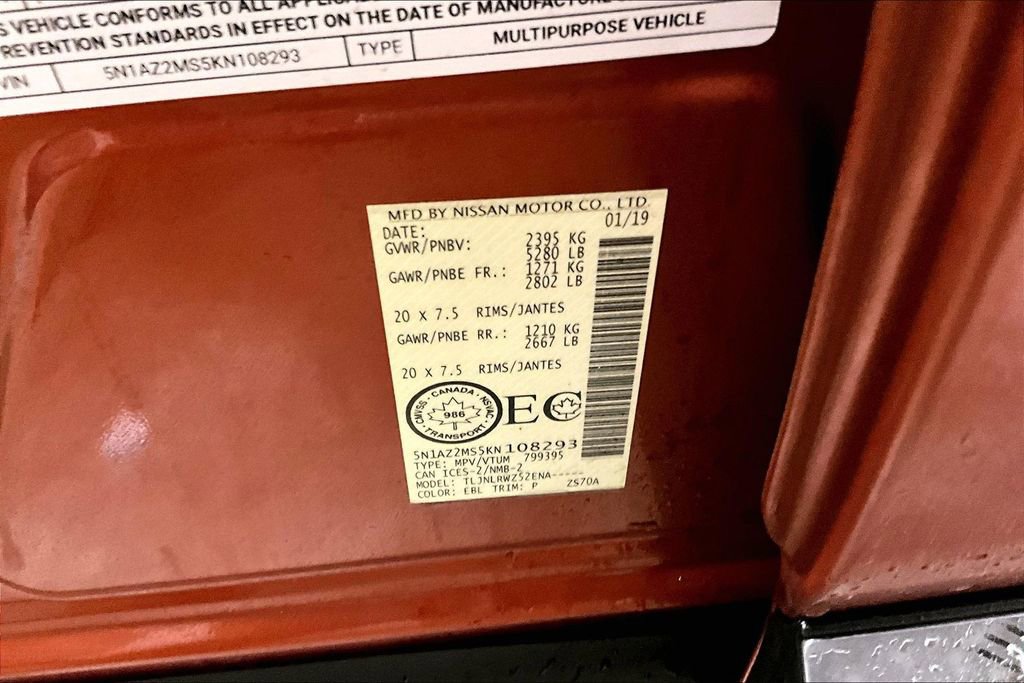 S VEHICLE CONFORMS TO ALL
REVENTION STANDARDS IN EFFECT ON THE DATE OF MANUFACTURE
VIN 5N1AZ2MS5KN108293 TYPE MULTIPURPOSE VEHICLE
MFD BY NISSAN MOTOR CO., LTD.
DATE: 01/19
GVWR/PNBV: 2395 KG
5280 LB
GAWR/PNBE FR.: 1271 KG
2802 LB
20 X 7.5 RIMS/JANTES
GAWR/PNBE RR.: 1210 KG
2667 LB
20 X 7.5 RIMS/JANTES
CANADA
CMVSS · NSVAC
986
TRANSPORT
EC
5N1AZ2MS5KN108293
TYPE: MPV/VTUM 799395
CAN ICES-2/NMB-2
MODEL: TLJNLRWZ52ENA-----
COLOR: EBL TRIM: P ZS70A